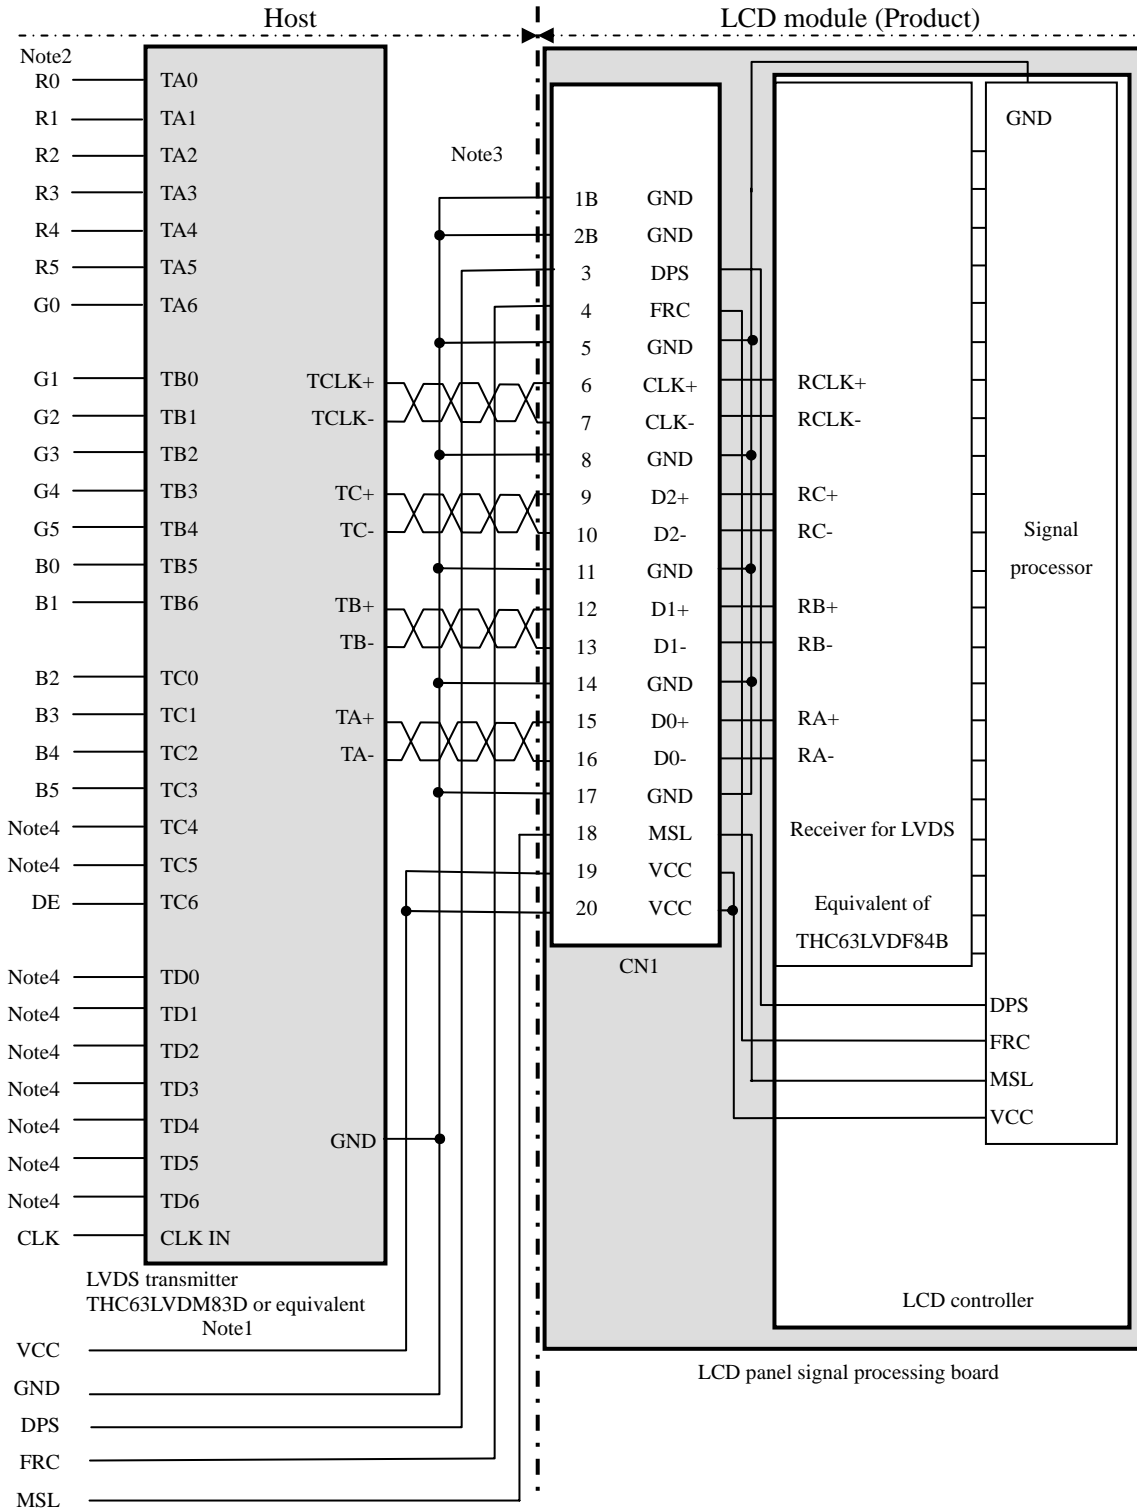 Host
LCD module (Product)
Note2
R0 TA0
R1 TA1
R2 TA2
R3 TA3
R4 TA4
R5 TA5
G0 TA6
G1 TB0
G2 TB1
G3 TB2
G4 TB3
G5 TB4
B0 TB5
B1 TB6
B2 TC0
B3 TC1
B4 TC2
B5 TC3
Note4 TC4
Note4 TC5
DE TC6
Note4 TD0
Note4 TD1
Note4 TD2
Note4 TD3
Note4 TD4
Note4 TD5
Note4 TD6
CLK CLK IN
TCLK+
TCLK-
TC+
TC-
TB+
TB-
TA+
TA-
GND
LVDS transmitter
THC63LVDM83D or equivalent
Note1
VCC
GND
DPS
FRC
MSL
Note3
1B GND
2B GND
3 DPS
4 FRC
5 GND
6 CLK+
7 CLK-
8 GND
9 D2+
10 D2-
11 GND
12 D1+
13 D1-
14 GND
15 D0+
16 D0-
17 GND
18 MSL
19 VCC
20 VCC
CN1
RCLK+
RCLK-
RC+
RC-
RB+
RB-
RA+
RA-
Receiver for LVDS
Equivalent of
THC63LVDF84B
GND
Signal
processor
DPS
FRC
MSL
VCC
LCD controller
LCD panel signal processing board